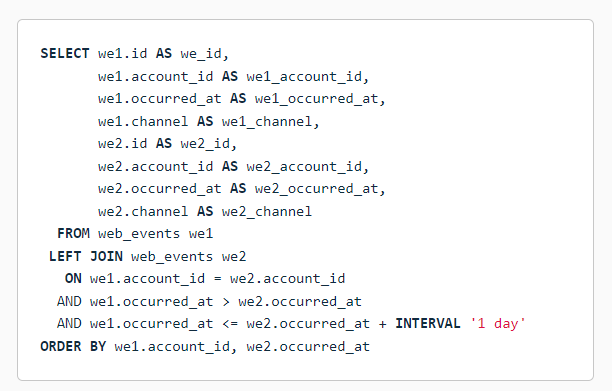 SELECT we1.id AS we_id,
       we1.account_id AS we1_account_id,
       we1.occurred_at AS we1_occurred_at,
       we1.channel AS we1_channel,
       we2.id AS we2_id,
       we2.account_id AS we2_account_id,
       we2.occurred_at AS we2_occurred_at,
       we2.channel AS we2_channel
  FROM web_events we1
 LEFT JOIN web_events we2
   ON we1.account_id = we2.account_id
  AND we1.occurred_at > we2.occurred_at
  AND we1.occurred_at <= we2.occurred_at + INTERVAL '1 day'
ORDER BY we1.account_id, we2.occurred_at